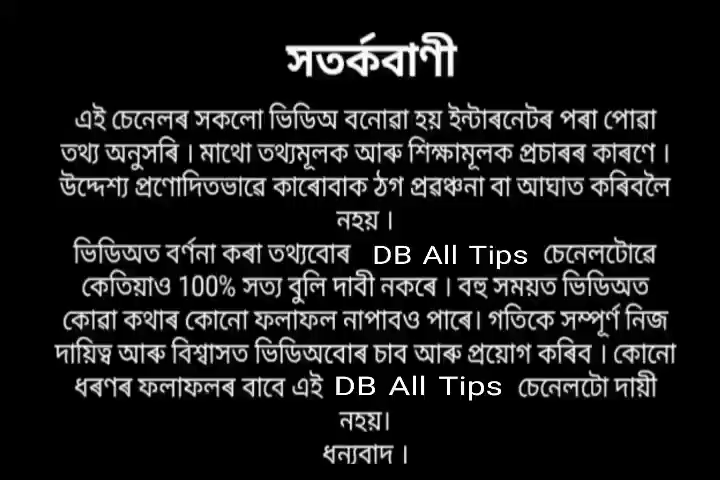 সতৰ্কবাণী
এই চেনেলৰ সকলো ভিডিঅ বনোৱা হয় ইন্টাৰনেটৰ পৰা পোৱা
তথ্য অনুসৰি । মাথো তথ্যমূলক আৰু শিক্ষামূলক প্ৰচাৰৰ কাৰণে ।
উদ্দেশ্য প্ৰণোদিতভাৱে কাৰোবাক ঠগ প্ৰৱঞ্চনা বা আঘাত কৰিবলৈ
নহয় ।
ভিডিঅত বৰ্ণনা কৰা তথ্যবোৰ DB All Tips চেনেলটোৱে
কেতিয়াও 100% সত্য বুলি দাবী নকৰে । বহু সময়ত ভিডিঅত
কোৱা কথাৰ কোনো ফলাফল নাপাবও পাৰে। গতিকে সম্পূৰ্ণ নিজ
দায়িত্ব আৰু বিশ্বাসত ভিডিঅবোৰ চাব আৰু প্ৰয়োগ কৰিব । কোনো
ধৰণৰ ফলাফলৰ বাবে এই DB All Tips চেনেলটো দায়ী
নহয়।
ধন্যবাদ ।